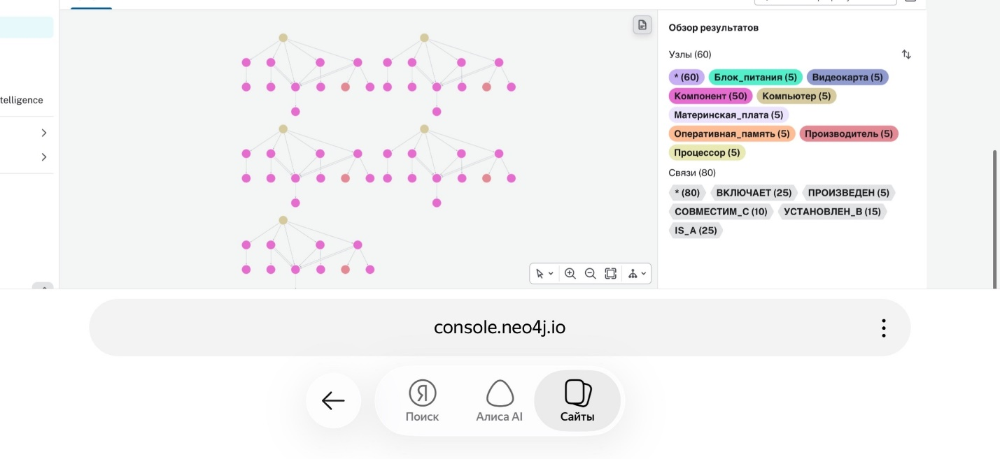 Обзор результатов
Узлы (60)
* (60) Блок_питания (5) Видеокарта (5)
Компонент (50) Компьютер (5)
Материнская_плата (5)
Оперативная_память (5) Производитель (5)
Процессор (5)
Связи (80)
* (80) ВКЛЮЧАЕТ (25) ПРОИЗВЕДЕН (5)
СОВМЕСТИМ_С (10) УСТАНОВЛЕН_В (15)
IS_A (25)
telligence
console.neo4j.io
Поиск
Алиса AI
Сайты